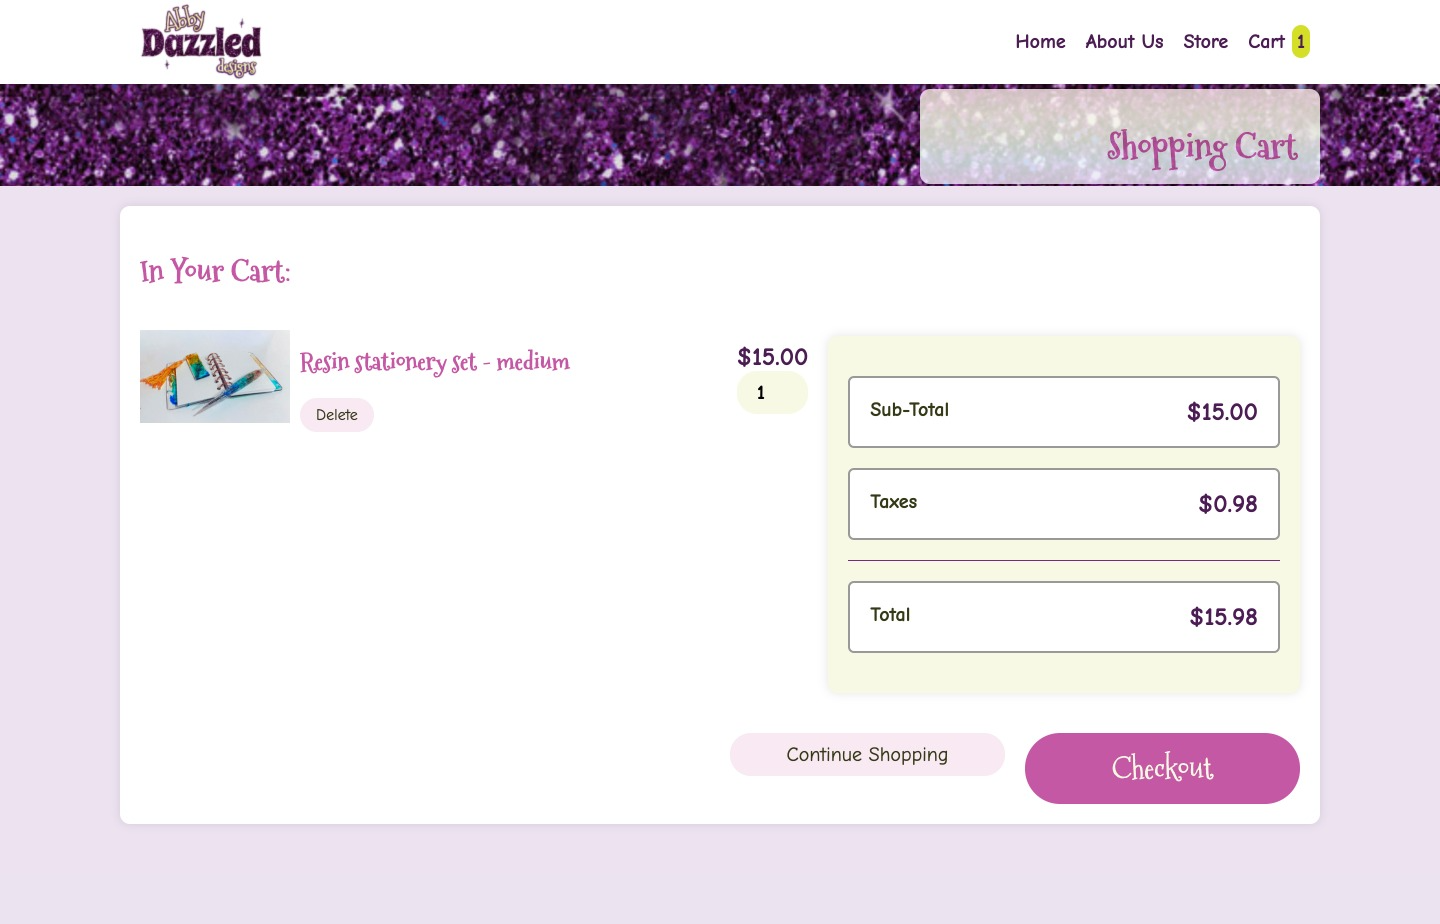 Abby
Dazzled
designs
Home
About Us
Store
Cart 1
Shopping Cart
In Your Cart:
Resin stationery set - medium
Delete
$15.00
1
Sub-Total $15.00
Taxes $0.98
Total $15.98
Continue Shopping
Checkout